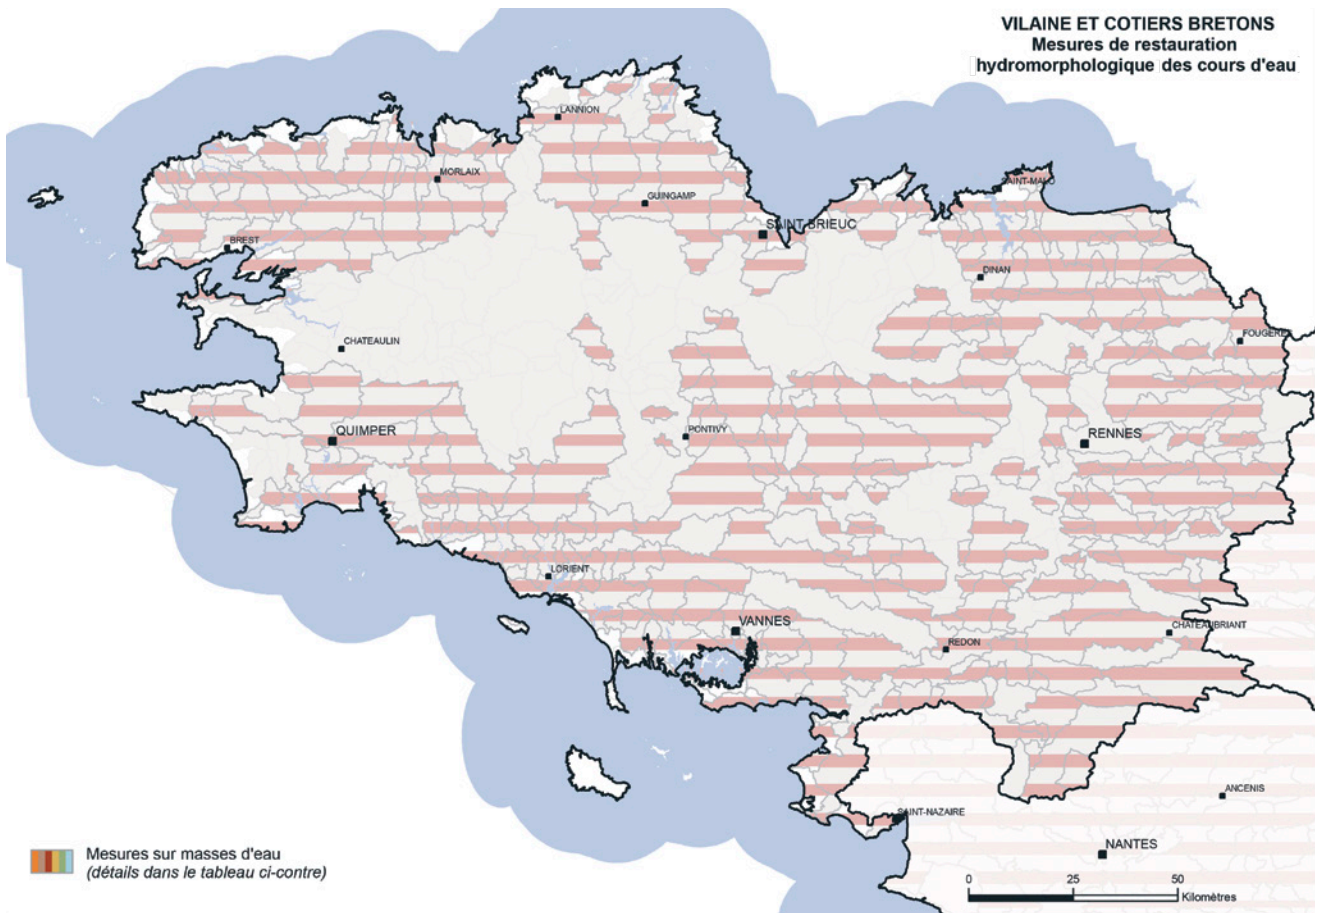 VILAINE ET COTIERS BRETONS
Mesures de restauration
hydromorphologique des cours d'eau
LANNION
MORLAIX
GUINGAMP
SAINT-MALO
BREST
SAINT-BRIEUC
DINAN
CHATEAULIN
FOUGERES
QUIMPER
PONTIVY
RENNES
LORIENT
VANNES
REDON
CHATEAUBRIANT
ANCENIS
SAINT-NAZAIRE
NANTES
Mesures sur masses d'eau
(détails dans le tableau ci-contre)
0 25 50
Kilomètres